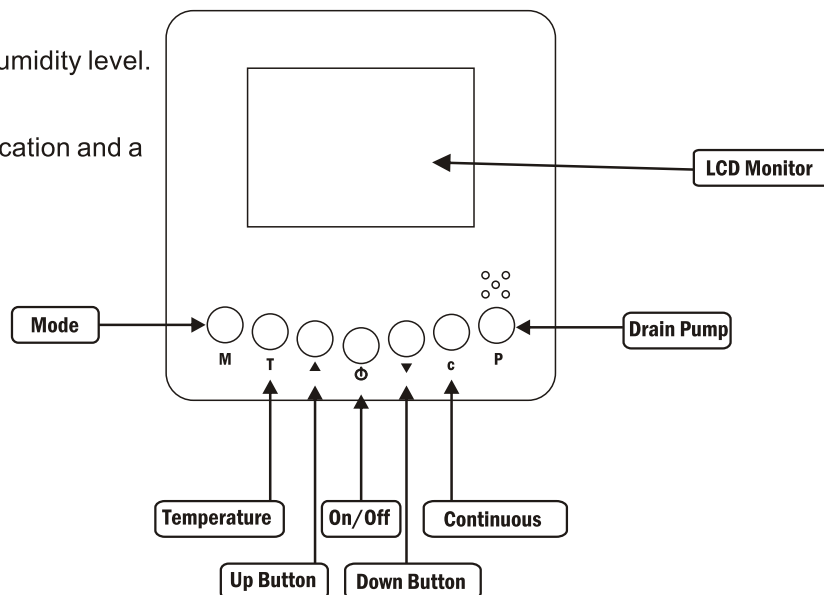 umidity level.
cation and a
LCD Monitor
Mode
Drain Pump
M T ▲ ⏻ ▼ c P
Temperature
On/Off
Continuous
Up Button
Down Button